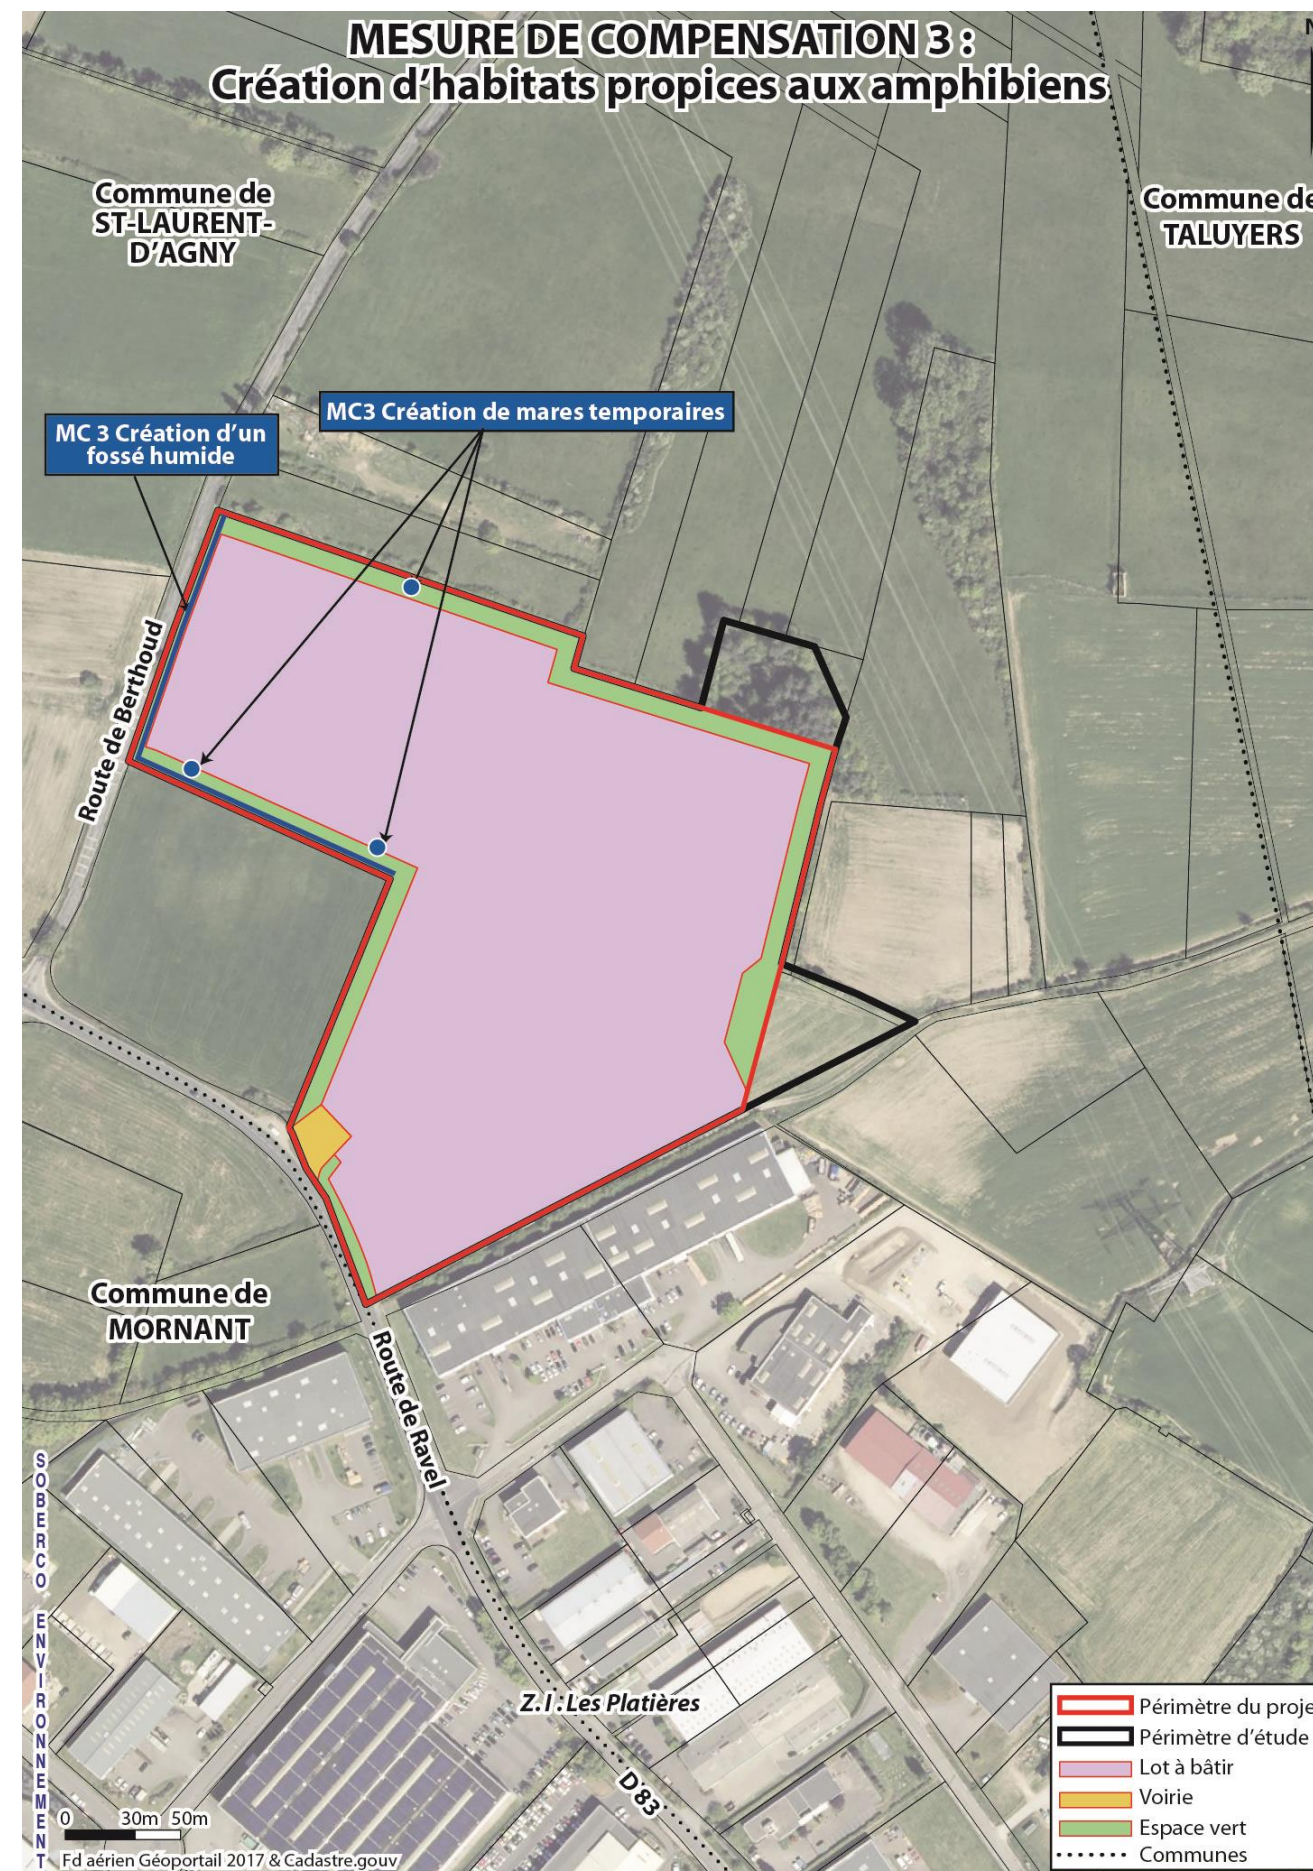 MESURE DE COMPENSATION 3 :
Création d'habitats propices aux amphibiens
N
Commune de
ST-LAURENT-
D'AGNY
Commune de
TALUYERS
MC3 Création de mares temporaires
MC 3 Création d'un
fossé humide
Route de Berthoud
Commune de
MORNANT
Route de Ravel
Z.I : Les Platières
D83
SOBERCO ENVIRONNEMENT
0 30m 50m
Fd aérien Géoportail 2017 & Cadastre.gouv
Périmètre du proje
Périmètre d'étude
Lot à bâtir
Voirie
Espace vert
Communes